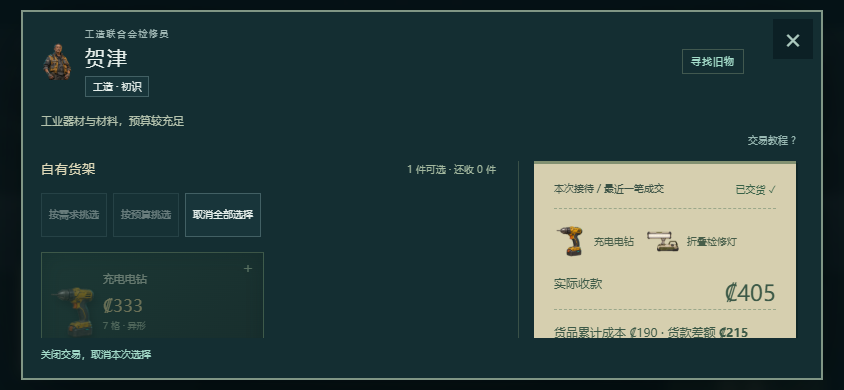 工造联合会检修员
贺津
工造 · 初识
寻找旧物
工业器材与材料，预算较充足
交易教程 ?
自有货架
1 件可选 · 还收 0 件
按需求挑选
按预算挑选
取消全部选择
充电电钻
₡333
7 格 · 异形
本次接待 / 最近一笔成交
已交货 ✓
充电电钻
折叠检修灯
实际收款
₡405
货品累计成本 ₡190 · 货款差额 ₡215
关闭交易，取消本次选择